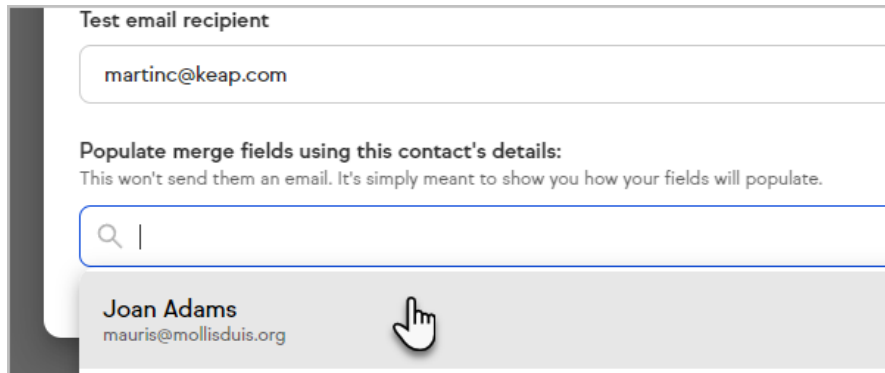 Test email recipient
martinc@keap.com
Populate merge fields using this contact's details:
This won't send them an email. It's simply meant to show you how your fields will populate.
Joan Adams
mauris@mollisduis.org